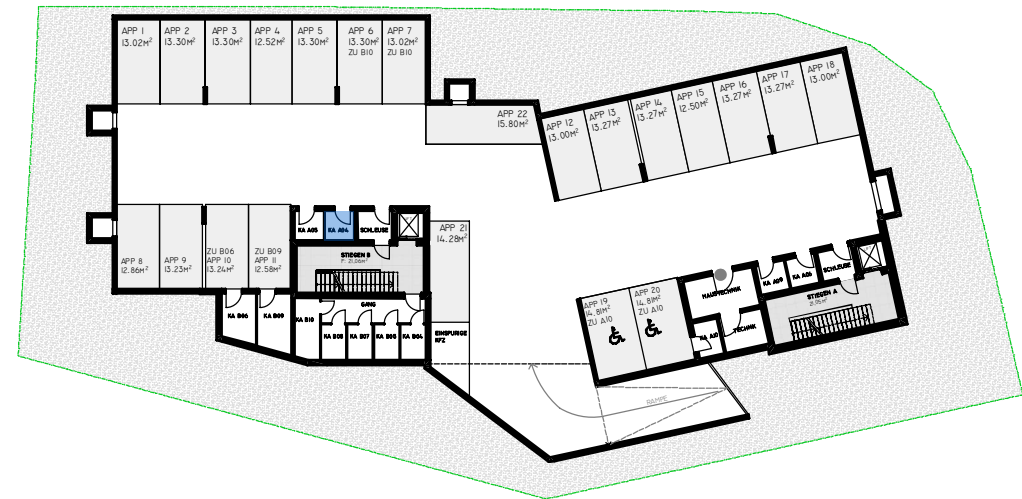 APP 1
13.02M²
APP 2
13.30M²
APP 3
13.30M²
APP 4
12.52M²
APP 5
13.30M²
APP 6
13.30M²
ZU B10
APP 7
13.02M²
ZU B10
APP 22
15.80M²
APP 12
13.00M²
APP 13
13.27M²
APP 14
13.27M²
APP 15
12.50M²
APP 16
13.27M²
APP 17
13.27M²
APP 18
13.00M²
APP 8
12.86M²
APP 9
13.23M²
ZU B06
APP 10
13.24M²
ZU B09
APP 11
12.58M²
KA A05
KA A04
SCHLEUSE
STIEGEN B
F: 21,06m²
APP 21
14.28M²
KA B06
KA B09
KA B10
GANG
KA B08
KA B07
KA B05
KA B04
EINSPURIGE
KFZ
APP 19
14.81M²
ZU A10
APP 20
14.81M²
ZU A10
HAUPTTECHNIK
KA A09
KA A06
SCHLEUSE
STIEGEN A
KA A10
TECHNIK
RAMPE